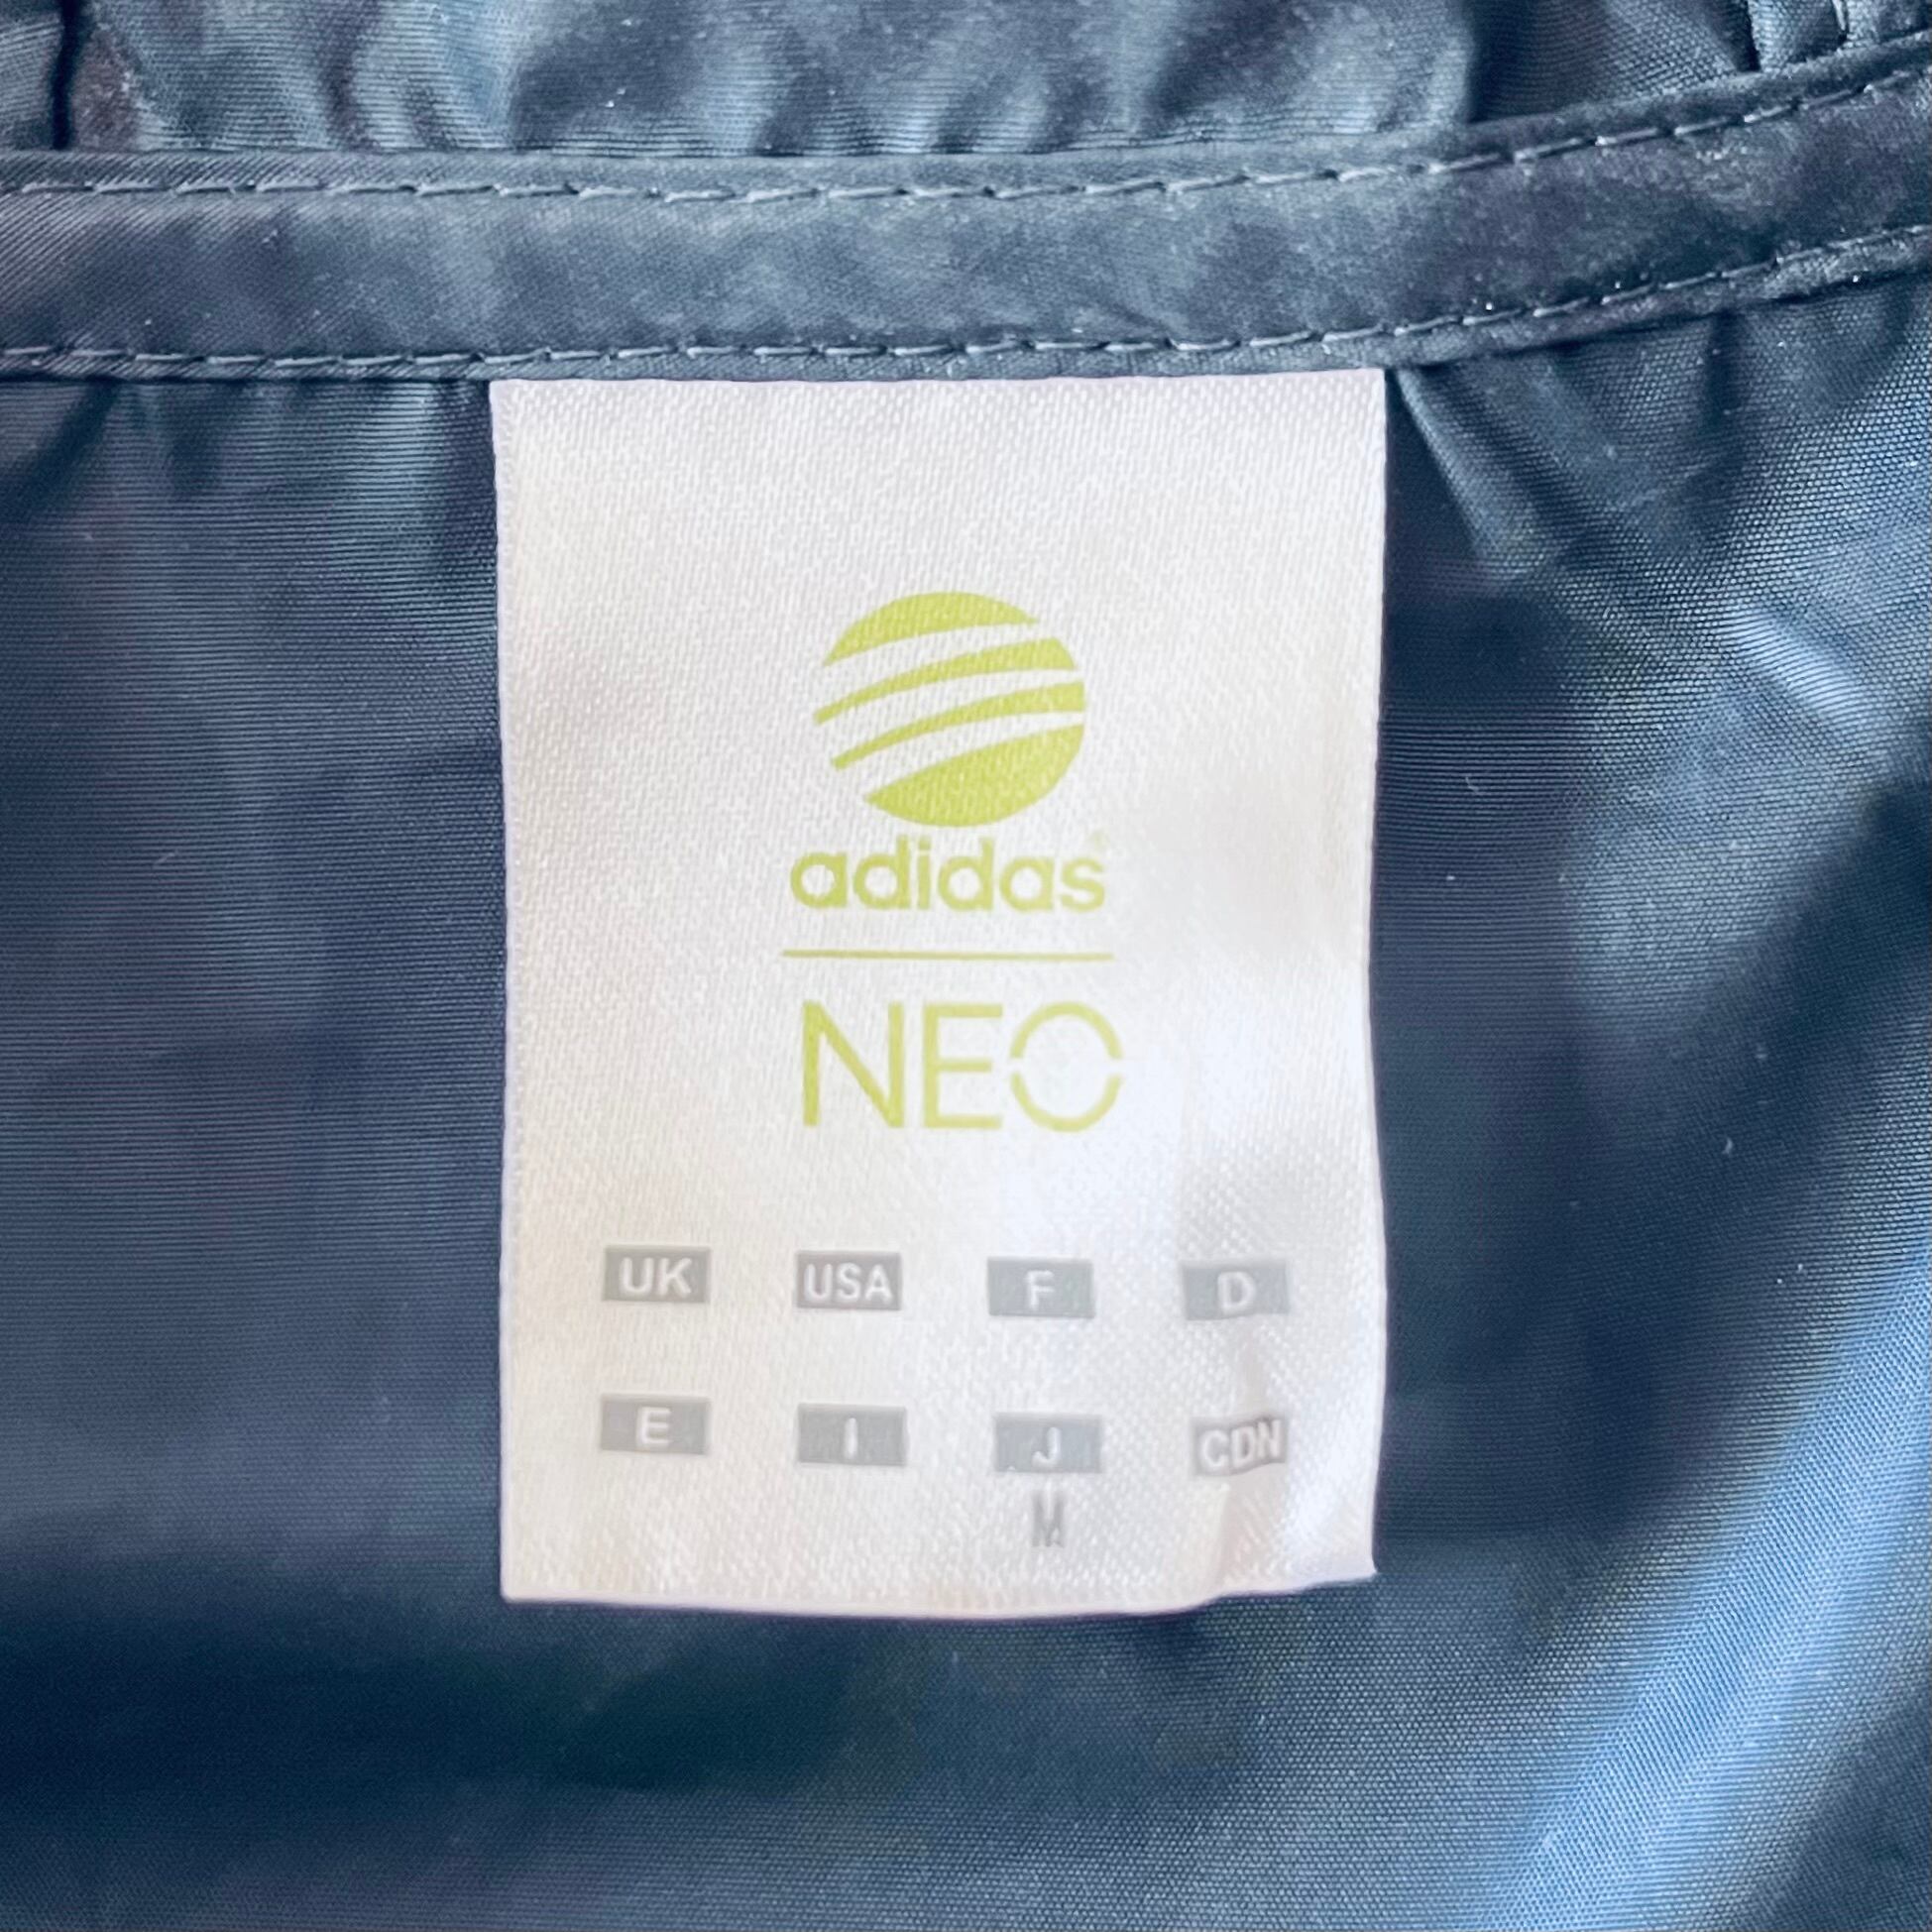 adidas
NEO
UK USA F D
E I J CDN
M